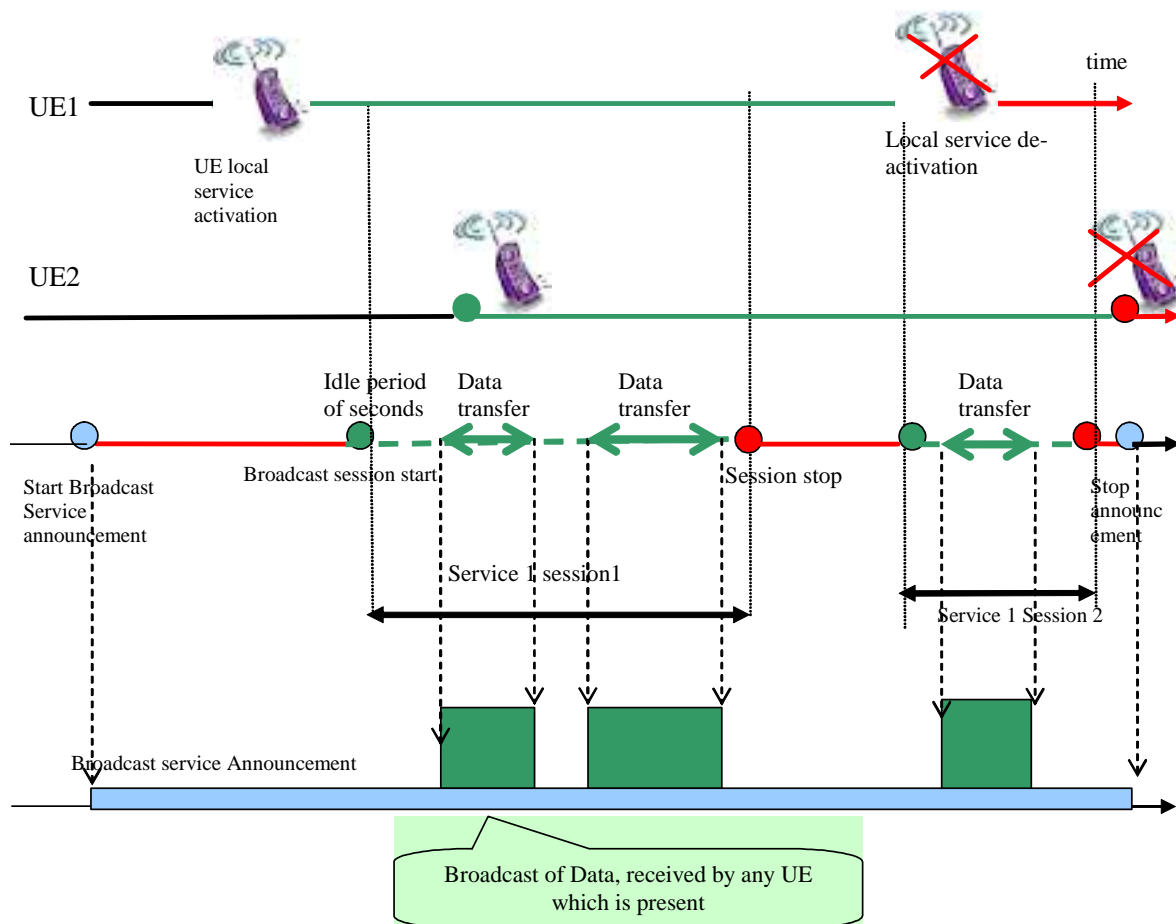 time
UE1
Local service de-
activation
UE local
service
activation
UE2
Idle period
of seconds
Data
transfer
Data
transfer
Data
transfer
Broadcast session start
Session stop
Start Broadcast
Service
announcement
Stop
announc
ement
Service 1 session1
Service 1 Session 2
Broadcast service Announcement
Broadcast of Data, received by any UE
which is present